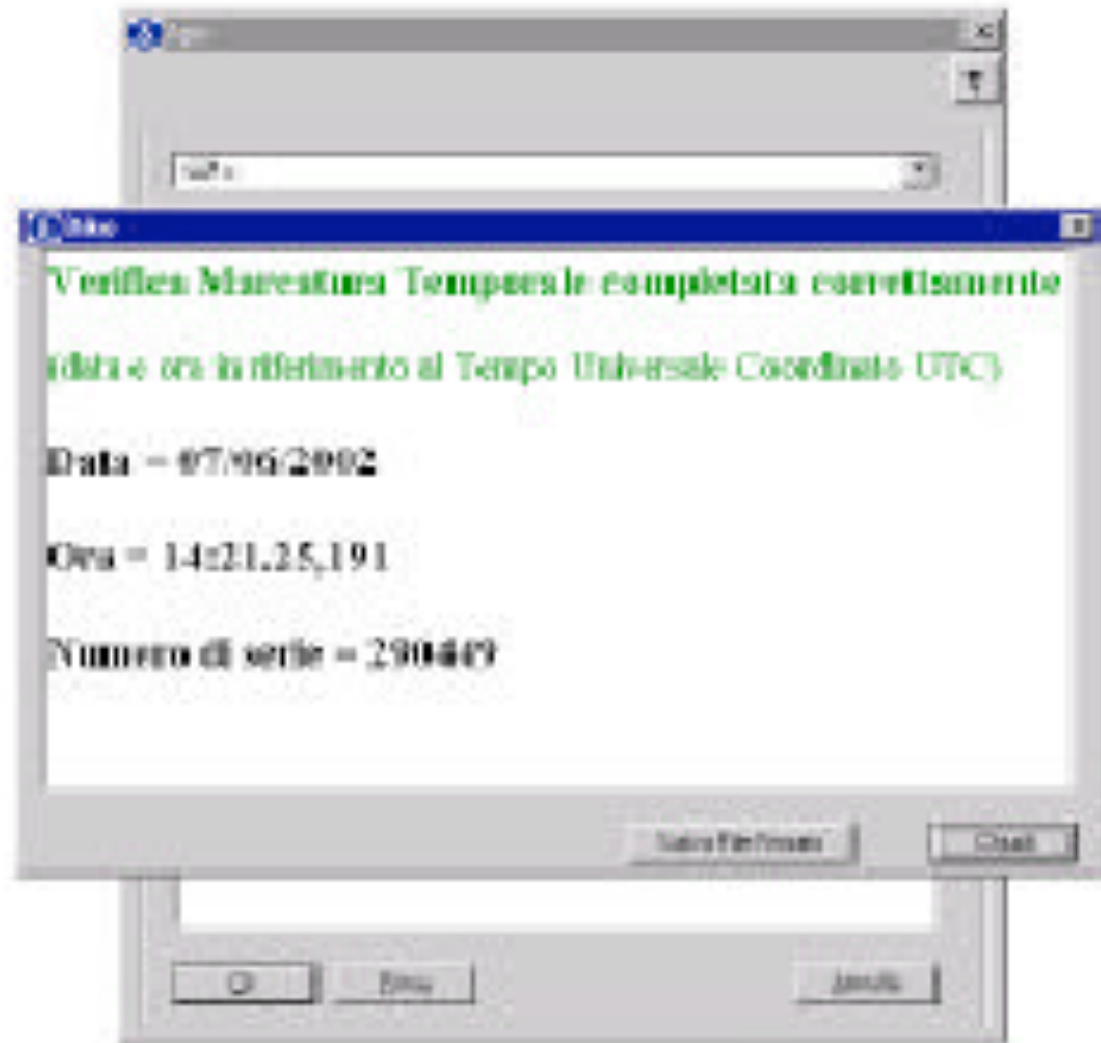 Verifica Marcatura Temporale completata correttamente
(data e ora in riferimento al Tempo Universale Coordinato UTC)
Data = 07/06/2002
Ora = 14:21.25,191
Numero di serie = 290449
Chiudi
Annulla